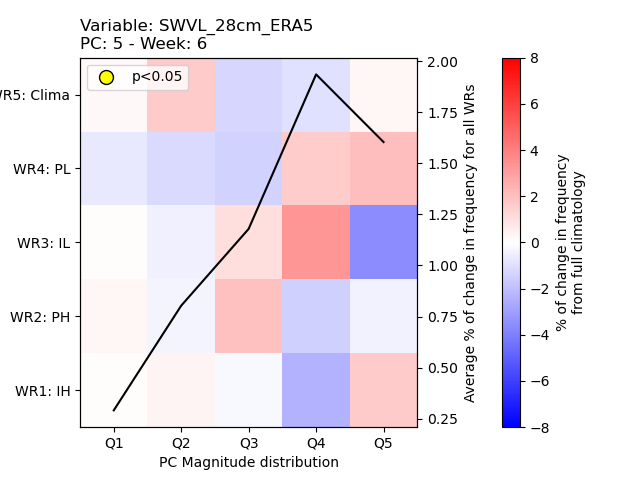 Variable: SWVL_28cm_ERA5
PC: 5 - Week: 6
p<0.05
WR5: Clima
WR4: PL
WR3: IL
WR2: PH
WR1: IH
Q1 Q2 Q3 Q4 Q5
PC Magnitude distribution
2.00
1.75
1.50
1.25
1.00
0.75
0.50
0.25
Average % of change in frequency for all WRs
8
6
4
2
0
−2
−4
−6
−8
% of change in frequency
from full climatology